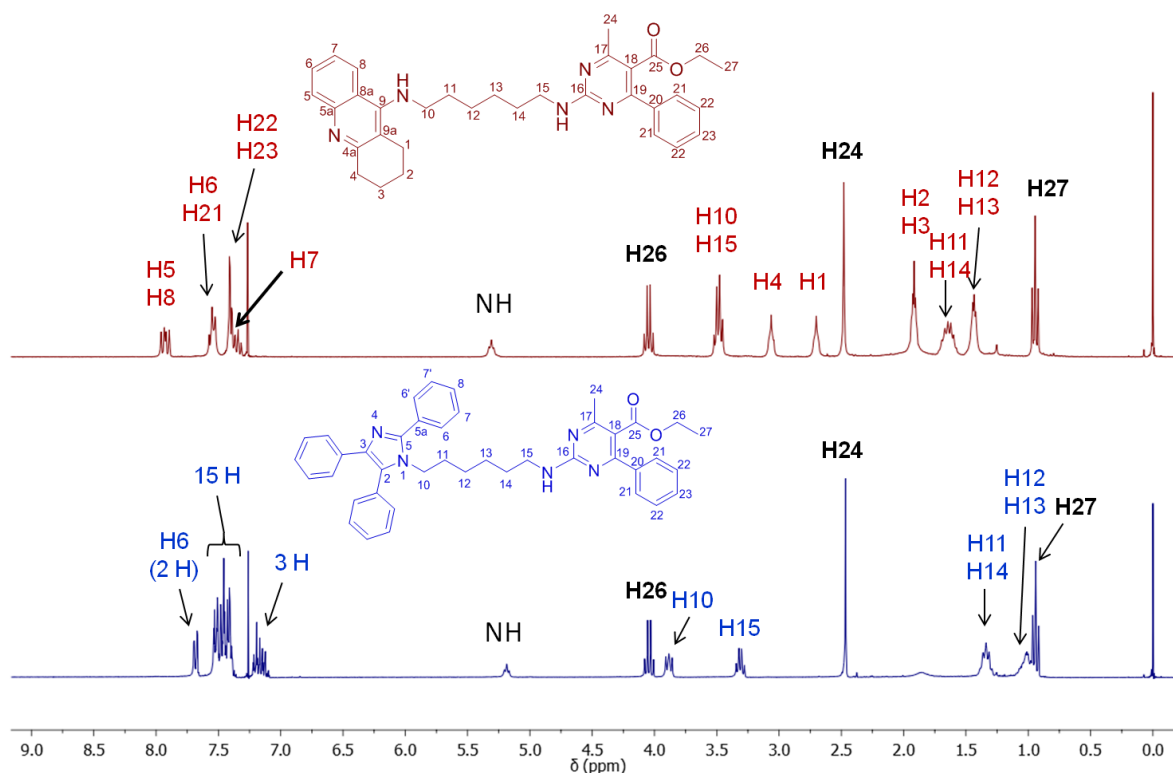 24
O
17
18
26
25
O
27
N
7
6
8
HN
11
13
15
16
19
21
5
8a
9
10
12
14
N
H
N
20
22
5a
9a
21
23
N
4a
1
22
4
2
3
H22
H23
H6
H21
H5
H8
H7
NH
H26
H10
H15
H4
H1
H24
H2
H3
H11
H14
H12
H13
H27
7'
6'
8
4
N
7
5a
6
3
5
N
1
2
10
11
12
13
14
15
N
H
16
N
N
17
24
18
19
25
O
O
26
27
20
21
22
23
21
22
15 H
H6
(2 H)
3 H
NH
H26
H10
H15
H24
H11
H14
H12
H13
H27
9.0 8.5 8.0 7.5 7.0 6.5 6.0 5.5 5.0 4.5 4.0 3.5 3.0 2.5 2.0 1.5 1.0 0.5 0.0
δ (ppm)